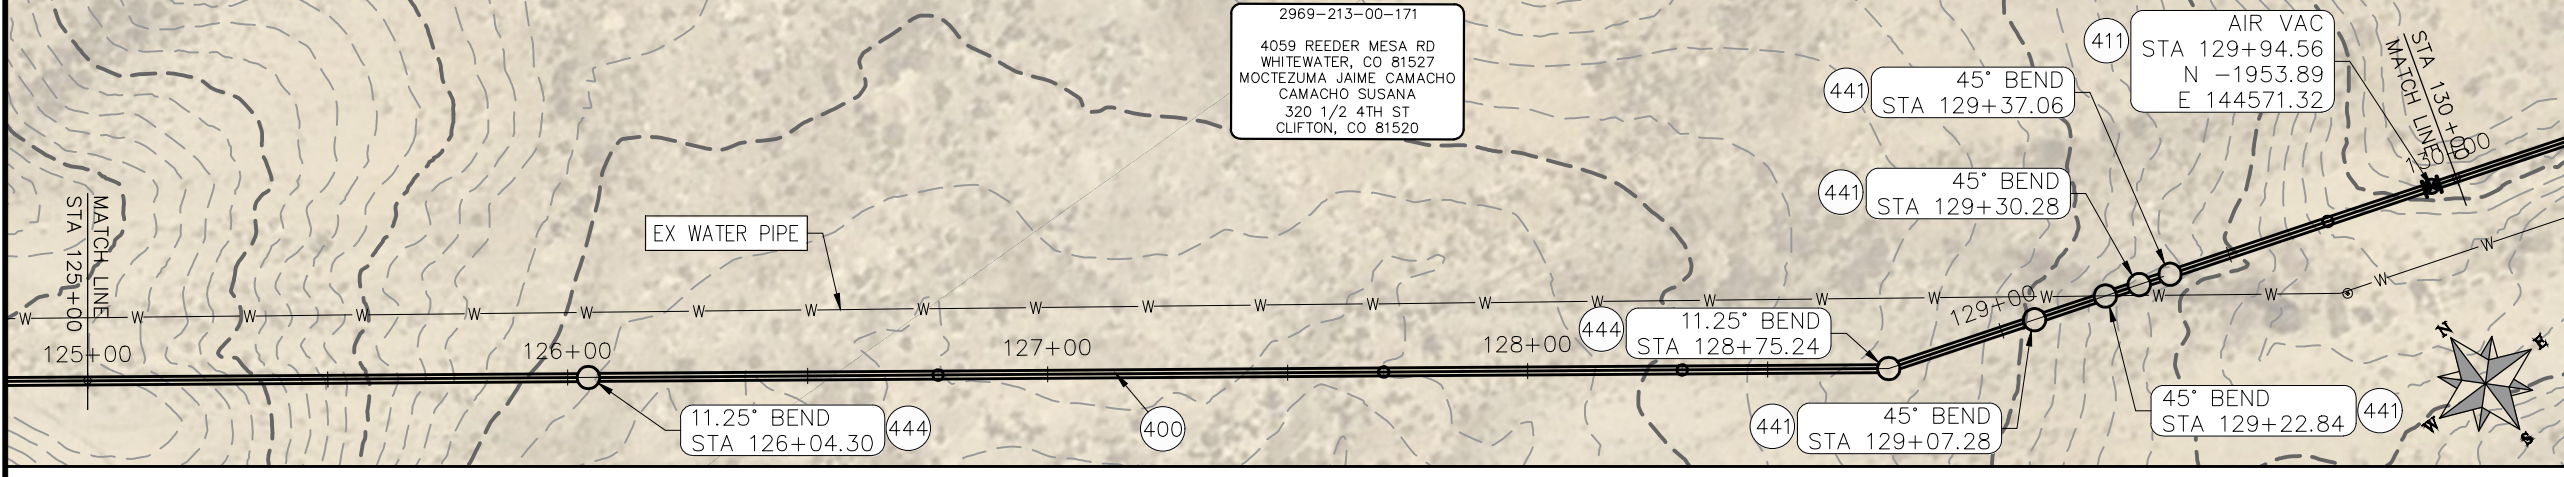 2969-213-00-171
4059 REEDER MESA RD
WHITEWATER, CO 81527
MOCTEZUMA JAIME CAMACHO
CAMACHO SUSANA
320 1/2 4TH ST
CLIFTON, CO 81520
411
AIR VAC
STA 129+94.56
N -1953.89
E 144571.32
STA 130+00
MATCH LINE
130+00
441
45° BEND
STA 129+37.06
441
45° BEND
STA 129+30.28
MATCH LINE
STA 125+00
EX WATER PIPE
W W W W W W W W W W W W W W W W W W W W W W W
125+00
126+00
127+00
128+00
129+00
444
11.25° BEND
STA 128+75.24
11.25° BEND
STA 126+04.30
444
400
441
45° BEND
STA 129+07.28
45° BEND
STA 129+22.84
441
N
E
W
S